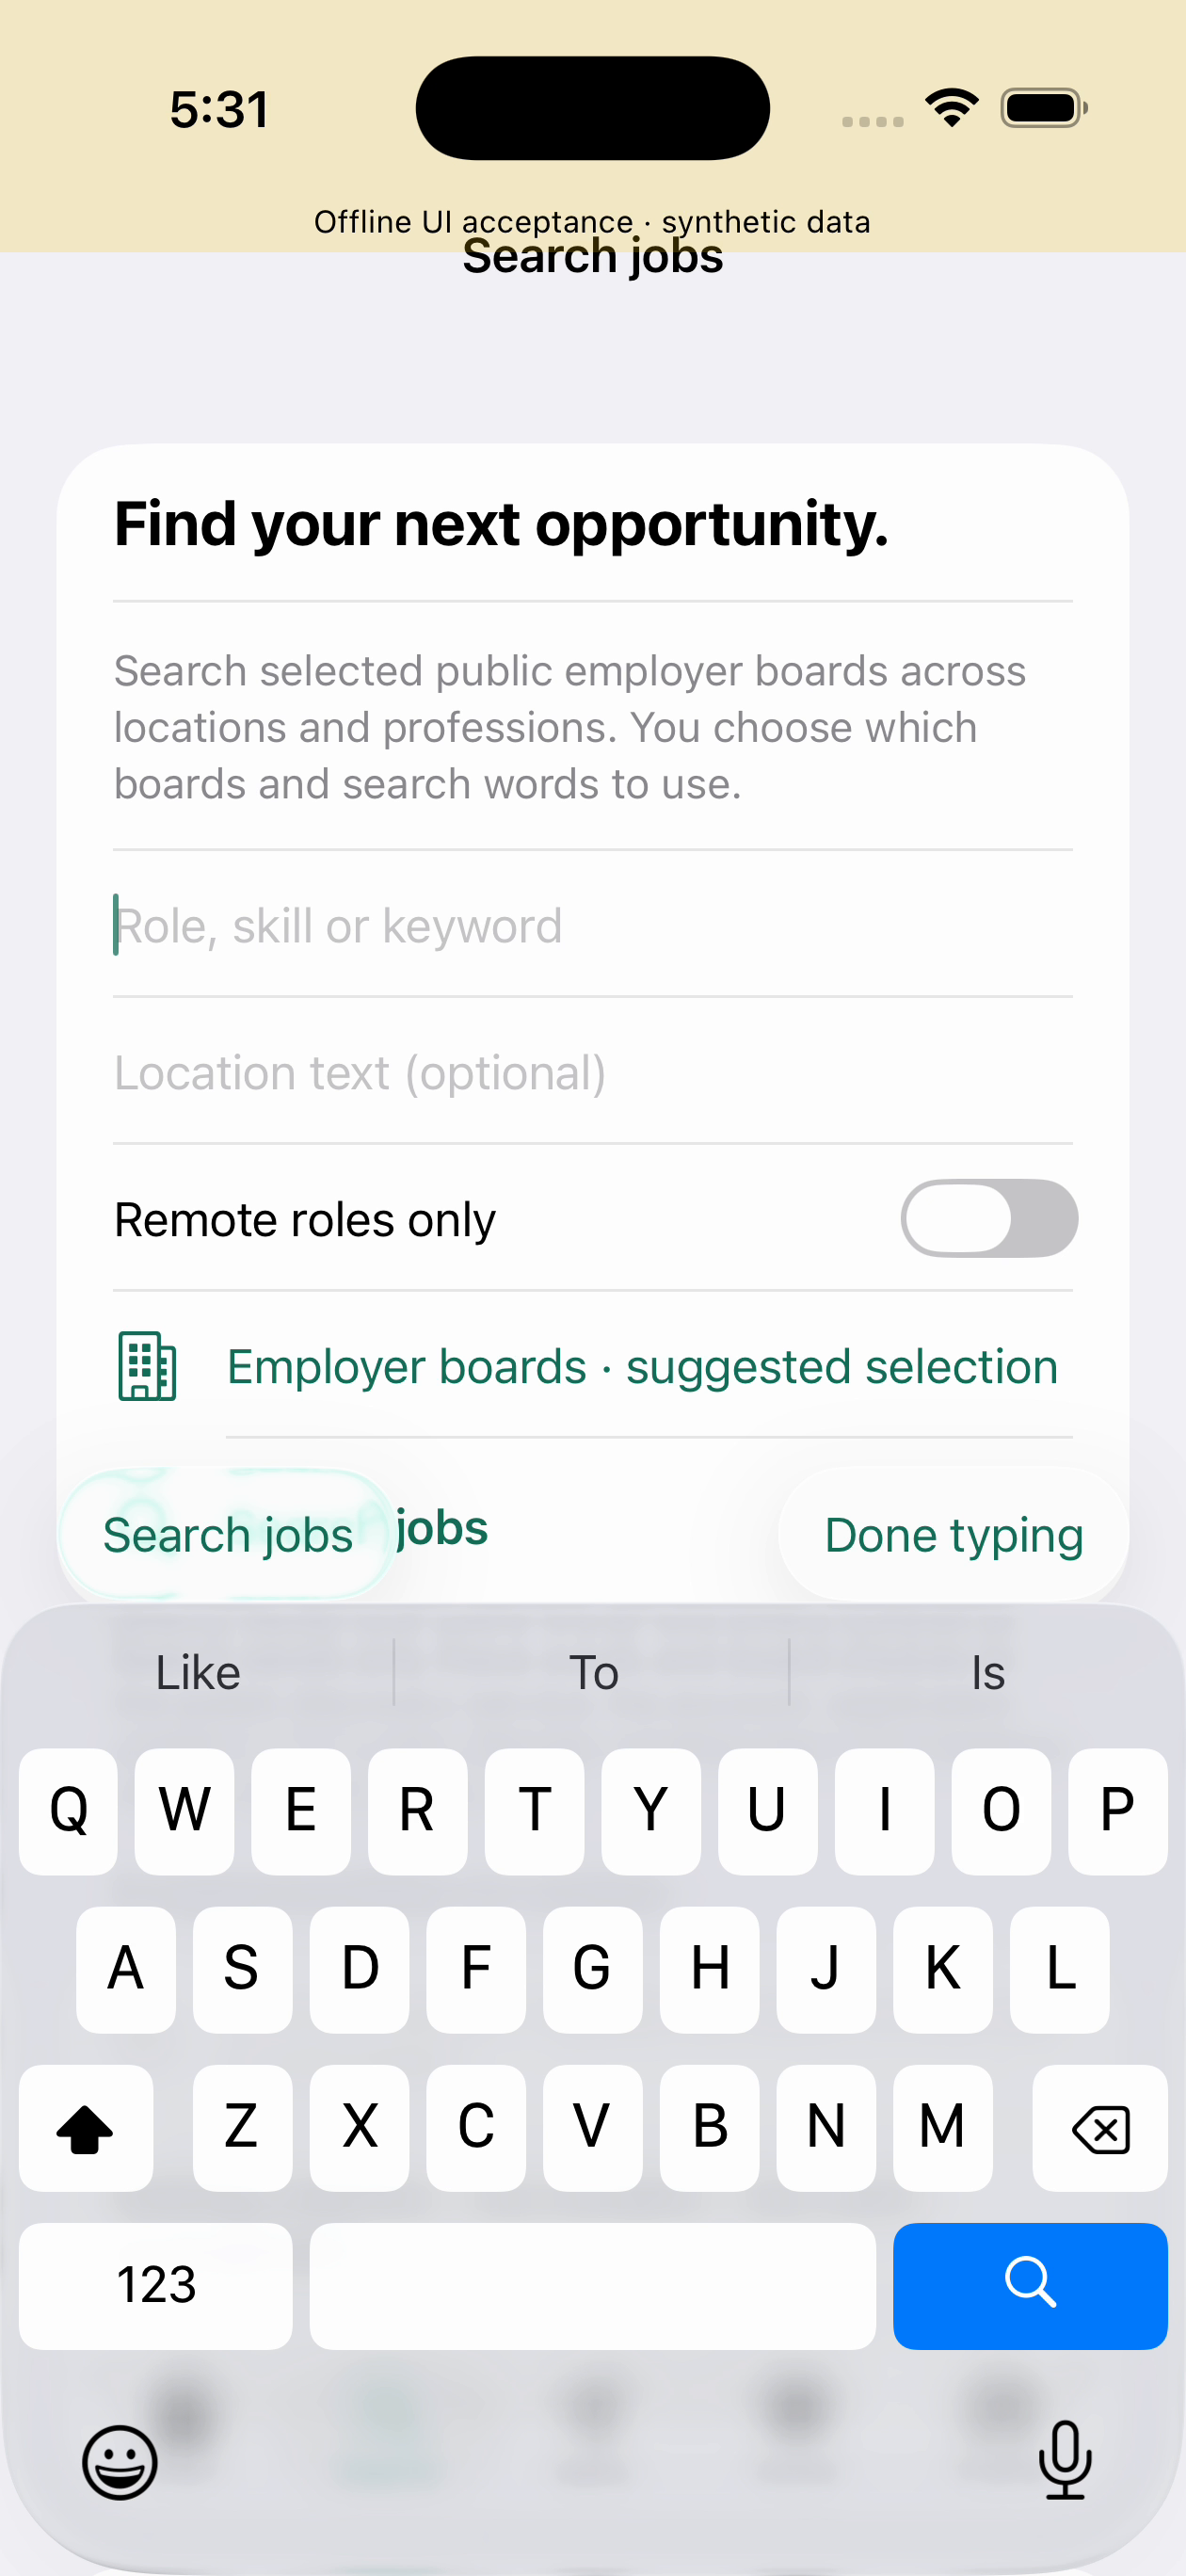 5:31
Offline UI acceptance · synthetic data
Search jobs
Find your next opportunity.
Search selected public employer boards across
locations and professions. You choose which
boards and search words to use.
Role, skill or keyword
Location text (optional)
Remote roles only
Employer boards · suggested selection
Search jobs
jobs
Done typing
Like To Is
Q W E R T Y U I O P
A S D F G H J K L
Z X C V B N M
123